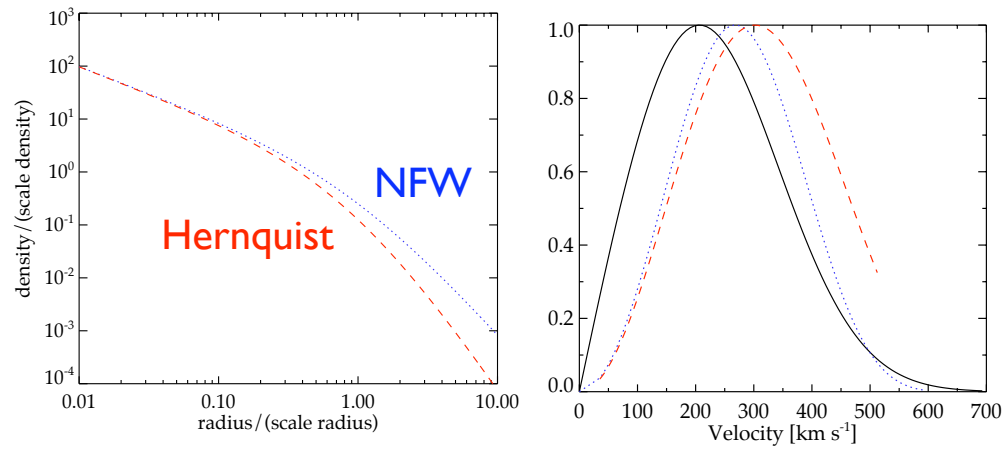 10³
10²
10¹
10⁰
10⁻¹
10⁻²
10⁻³
10⁻⁴
density/(scale density)
NFW
Hernquist
0.01 0.10 1.00 10.00
radius/(scale radius)
1.0
0.8
0.6
0.4
0.2
0.0
0 100 200 300 400 500 600 700
Velocity [km s⁻¹]